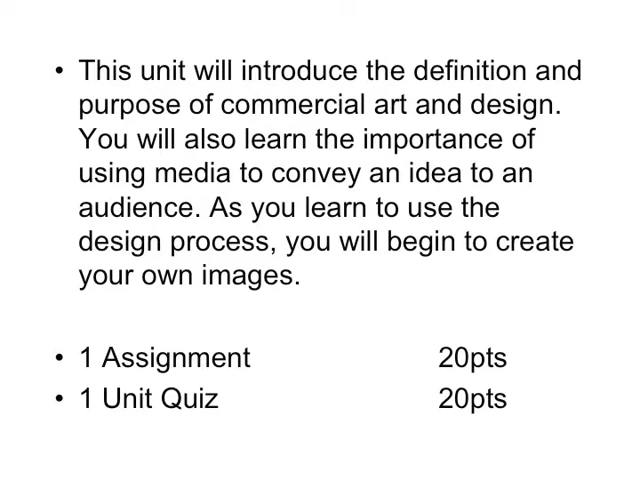 • This unit will introduce the definition and
purpose of commercial art and design.
You will also learn the importance of
using media to convey an idea to an
audience. As you learn to use the
design process, you will begin to create
your own images.
• 1 Assignment 20pts
• 1 Unit Quiz 20pts